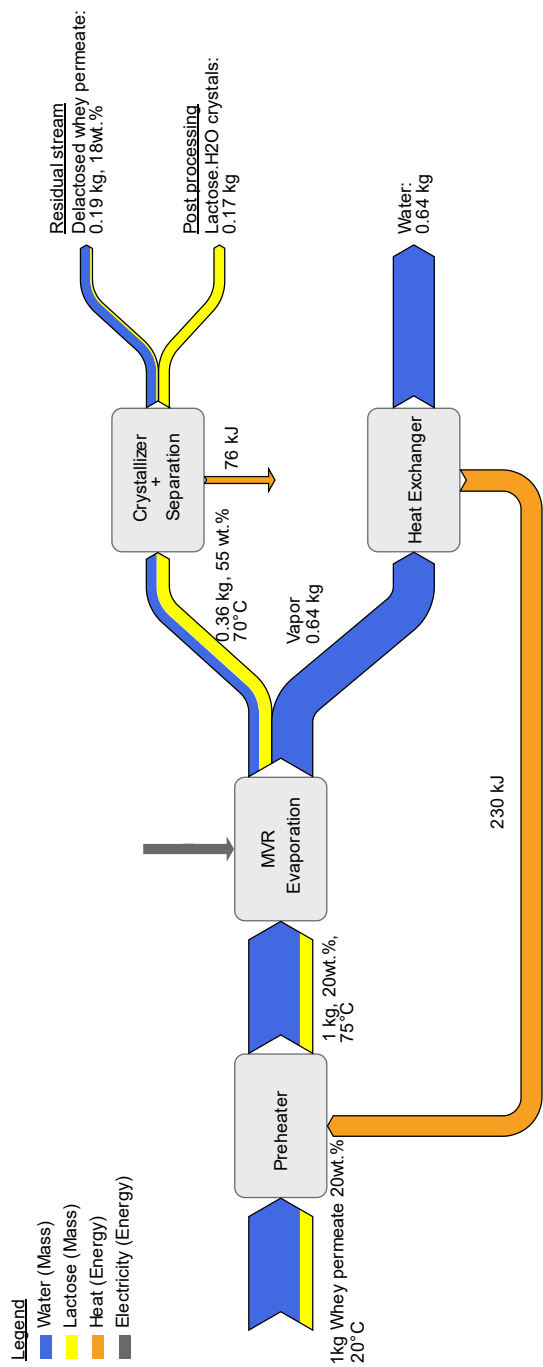 Legend
Water (Mass)
Lactose (Mass)
Heat (Energy)
Electricity (Energy)
1kg Whey permeate 20wt.%
20°C
Preheater
1 kg, 20wt.%,
75°C
MVR
Evaporation
0.36 kg, 55 wt.%
70°C
Vapor
0.64 kg
Crystallizer
+
Separation
76 kJ
Heat Exchanger
230 kJ
Residual stream
Delactosed whey permeate:
0.19 kg, 18wt.%
Post processing
Lactose.H2O crystals:
0.17 kg
Water:
0.64 kg